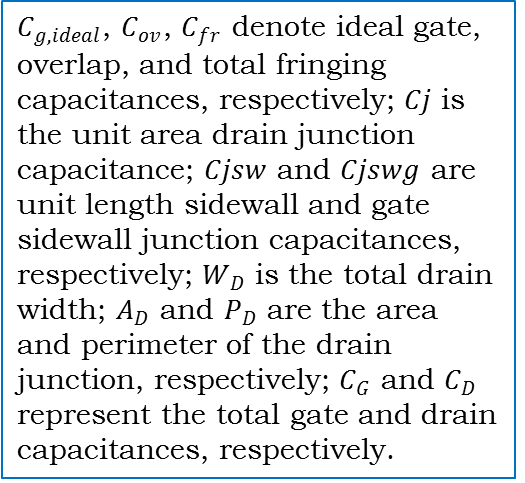 C_{g,ideal}, C_{ov}, C_{fr} denote ideal gate,
overlap, and total fringing
capacitances, respectively; Cj is
the unit area drain junction
capacitance; Cjsw and Cjswg are
unit length sidewall and gate
sidewall junction capacitances,
respectively; W_D is the total drain
width; A_D and P_D are the area
and perimeter of the drain
junction, respectively; C_G and C_D
represent the total gate and drain
capacitances, respectively.